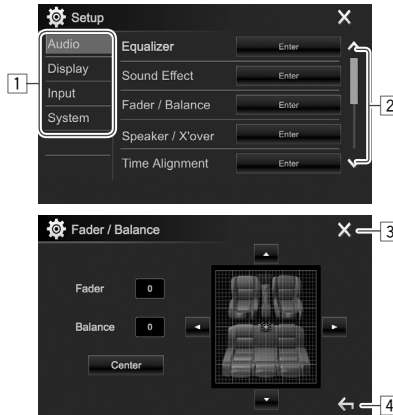 Setup
Audio
Display
Input
System
Equalizer Enter
Sound Effect Enter
Fader / Balance Enter
Speaker / X'over Enter
Time Alignment Enter
1
2
Fader / Balance
3
Fader 0
Balance 0
Center
4